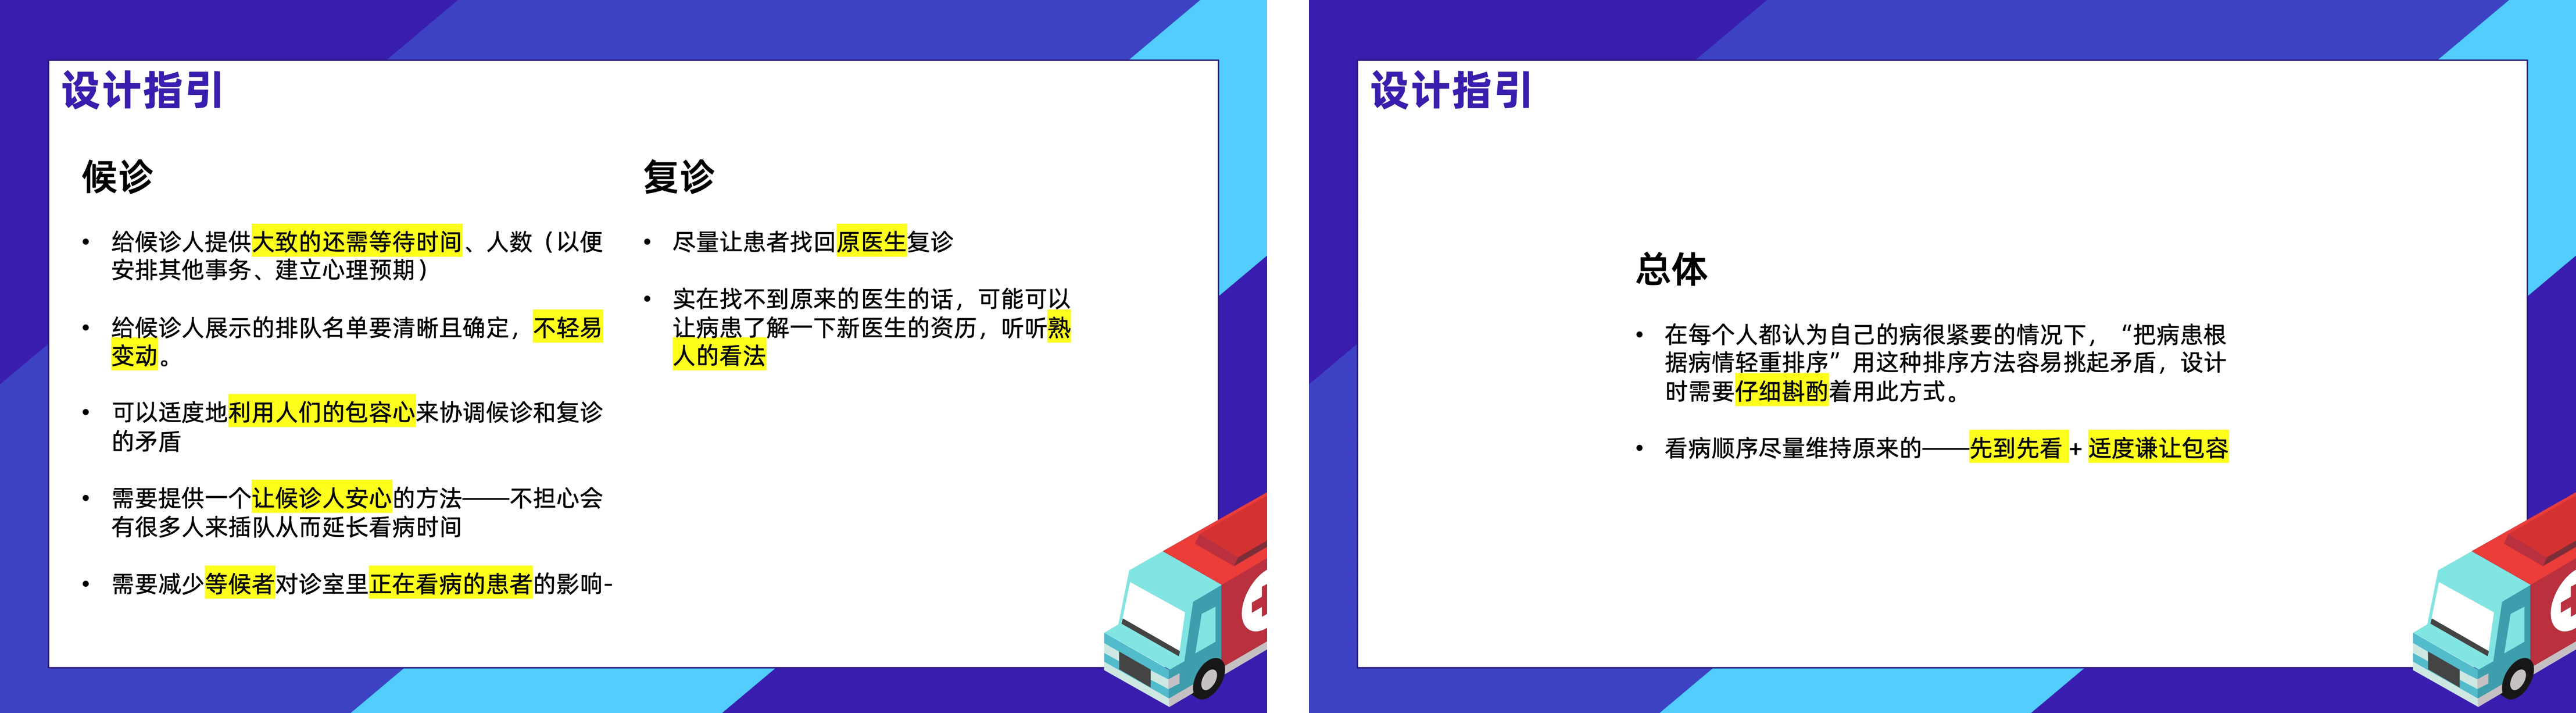 设计指引
候诊
• 给候诊人提供大致的还需等待时间、人数（以便
安排其他事务、建立心理预期）
• 给候诊人展示的排队名单要清晰且确定，不轻易
变动。
• 可以适度地利用人们的包容心来协调候诊和复诊
的矛盾
• 需要提供一个让候诊人安心的方法——不担心会
有很多人来插队从而延长看病时间
• 需要减少等候者对诊室里正在看病的患者的影响-
复诊
• 尽量让患者找回原医生复诊
• 实在找不到原来的医生的话，可能可以
让病患了解一下新医生的资历，听听熟
人的看法
设计指引
总体
• 在每个人都认为自己的病很紧要的情况下，“把病患根
据病情轻重排序”用这种排序方法容易挑起矛盾，设计
时需要仔细斟酌着用此方式。
• 看病顺序尽量维持原来的——先到先看 + 适度谦让包容